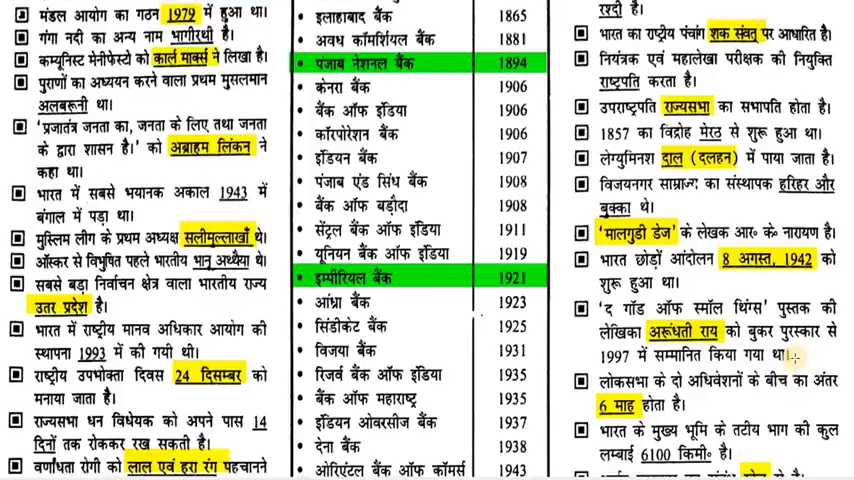 मंडल आयोग का गठन 1979 में हुआ था।
गंगा नदी का अन्य नाम भागीरथी है।
कम्यूनिस्ट मेनीफेस्टो को कार्ल मार्क्स ने लिखा है।
पुराणों का अध्ययन करने वाला प्रथम मुसलमान
अलबरूनी था।
'प्रजातंत्र जनता का, जनता के लिए तथा जनता
के द्वारा शासन है।' को अब्राहम लिंकन ने
कहा था।
भारत में सबसे भयानक अकाल 1943 में
बंगाल में पड़ा था।
मुस्लिम लीग के प्रथम अध्यक्ष सलीमुल्लाखाँ थे।
ऑस्कर से विभुषित पहले भारतीय भानू अथ्यैया थे।
सबसे बड़ा निर्वाचन क्षेत्र वाला भारतीय राज्य
उतर प्रदेश है।
भारत में राष्ट्रीय मानव अधिकार आयोग की
स्थापना 1993 में की गयी थी।
राष्ट्रीय उपभोक्ता दिवस 24 दिसम्बर को
मनाया जाता है।
राज्यसभा धन विधेयक को अपने पास 14
दिनों तक रोककर रख सकती है।
वर्णांधता रोगी को लाल एवं हरा रंग पहचानने
इलाहाबाद बैंक 1865
अवध कॉमर्शियल बैंक 1881
पंजाब नेशनल बैंक 1894
केनरा बैंक 1906
बैंक ऑफ इंडिया 1906
कॉरपोरेशन बैंक 1906
इंडियन बैंक 1907
पंजाब एंड सिंध बैंक 1908
बैंक ऑफ बड़ौदा 1908
सेंट्रल बैंक ऑफ इंडिया 1911
यूनियन बैंक ऑफ इंडिया 1919
इम्पीरियल बैंक 1921
आंध्रा बैंक 1923
सिंडीकेट बैंक 1925
विजया बैंक 1931
रिजर्व बैंक ऑफ इंडिया 1935
बैंक ऑफ महाराष्ट्र 1935
इंडियन ओवरसीज बैंक 1937
देना बैंक 1938
ओरिएंटल बैंक ऑफ कॉमर्स 1943
रश्दी है।
भारत का राष्ट्रीय पंचांग शक संवत् पर आधारित है।
नियंत्रक एवं महालेखा परीक्षक की नियुक्ति
राष्ट्रपति करता है।
उपराष्ट्रपति राज्यसभा का सभापति होता है।
1857 का विद्रोह मेरठ से शुरू हुआ था।
लेग्युमिनश दाल (दलहन) में पाया जाता है।
विजयनगर साम्राज्य का संस्थापक हरिहर और
बुक्का थे।
'मालगुडी डेज' के लेखक आर॰ के॰ नारायण है।
भारत छोड़ों आंदोलन 8 अगस्त, 1942 को
शुरू हुआ था।
'द गॉड ऑफ स्मॉल थिंग्स' पुस्तक की
लेखिका अरूंधती राय को बुकर पुरस्कार से
1997 में सम्मानित किया गया था।
लोकसभा के दो अधिवेशनों के बीच का अंतर
6 माह होता है।
भारत के मुख्य भूमि के तटीय भाग की कुल
लम्बाई 6100 किमी॰ है।